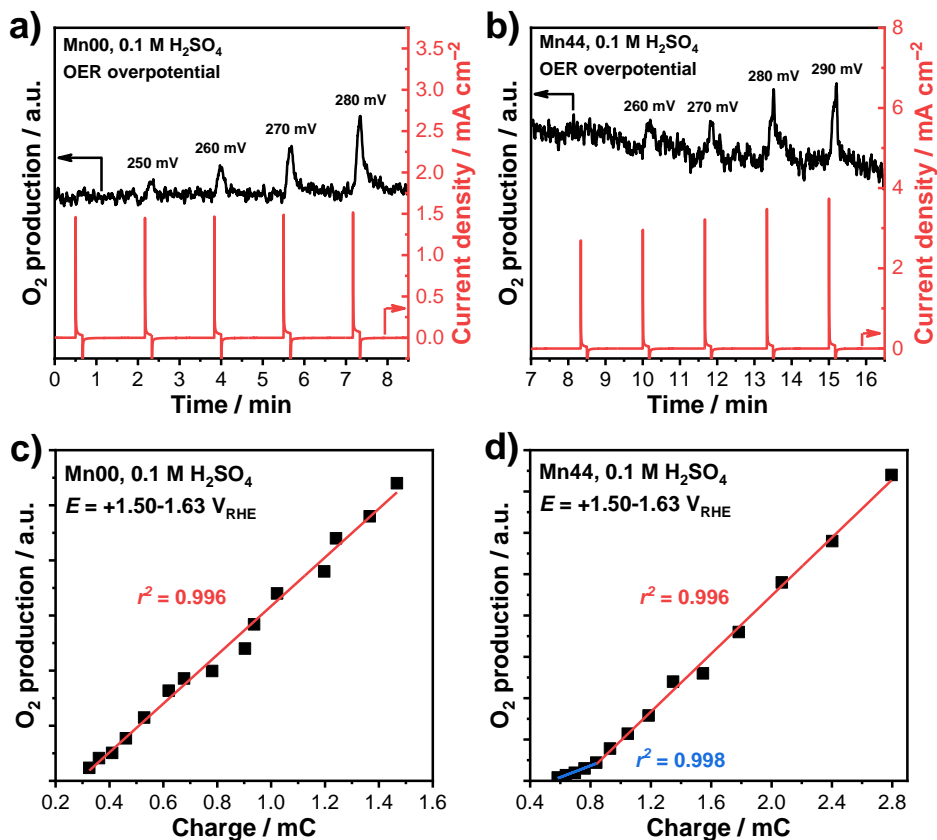 a)
Mn00, 0.1 M H₂SO₄
OER overpotential
250 mV
260 mV
270 mV
280 mV
O₂ production / a.u.
3.5
3.0
2.5
2.0
1.5
1.0
0.5
0.0
Current density / mA cm⁻²
0 1 2 3 4 5 6 7 8
Time / min
b)
Mn44, 0.1 M H₂SO₄
OER overpotential
260 mV
270 mV
280 mV
290 mV
O₂ production / a.u.
8
6
4
2
0
Current density / mA cm⁻²
7 8 9 10 11 12 13 14 15 16
Time / min
c)
Mn00, 0.1 M H₂SO₄
E = +1.50-1.63 V_RHE
r² = 0.996
O₂ production / a.u.
0.2 0.4 0.6 0.8 1.0 1.2 1.4 1.6
Charge / mC
d)
Mn44, 0.1 M H₂SO₄
E = +1.50-1.63 V_RHE
r² = 0.996
r² = 0.998
O₂ production / a.u.
0.4 0.8 1.2 1.6 2.0 2.4 2.8
Charge / mC